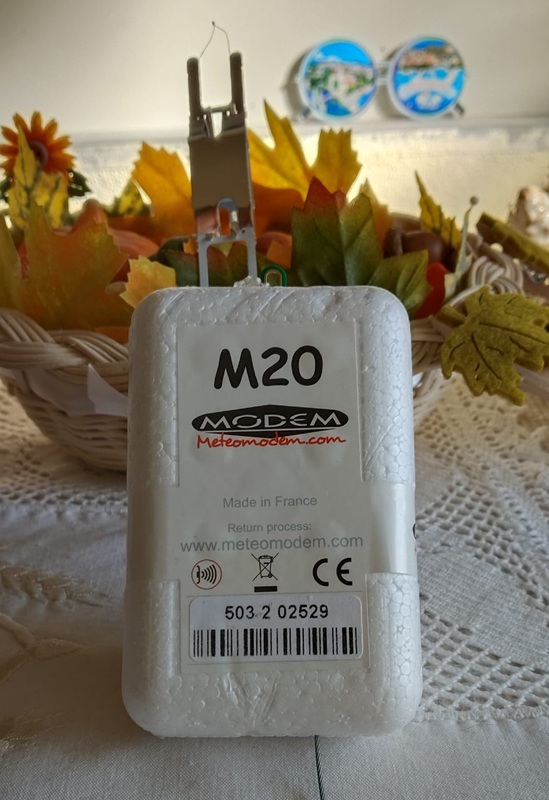 M20
MODEM
Meteomodem.com
Made in France
Return process:
www.meteomodem.com
CE
503 2 02529